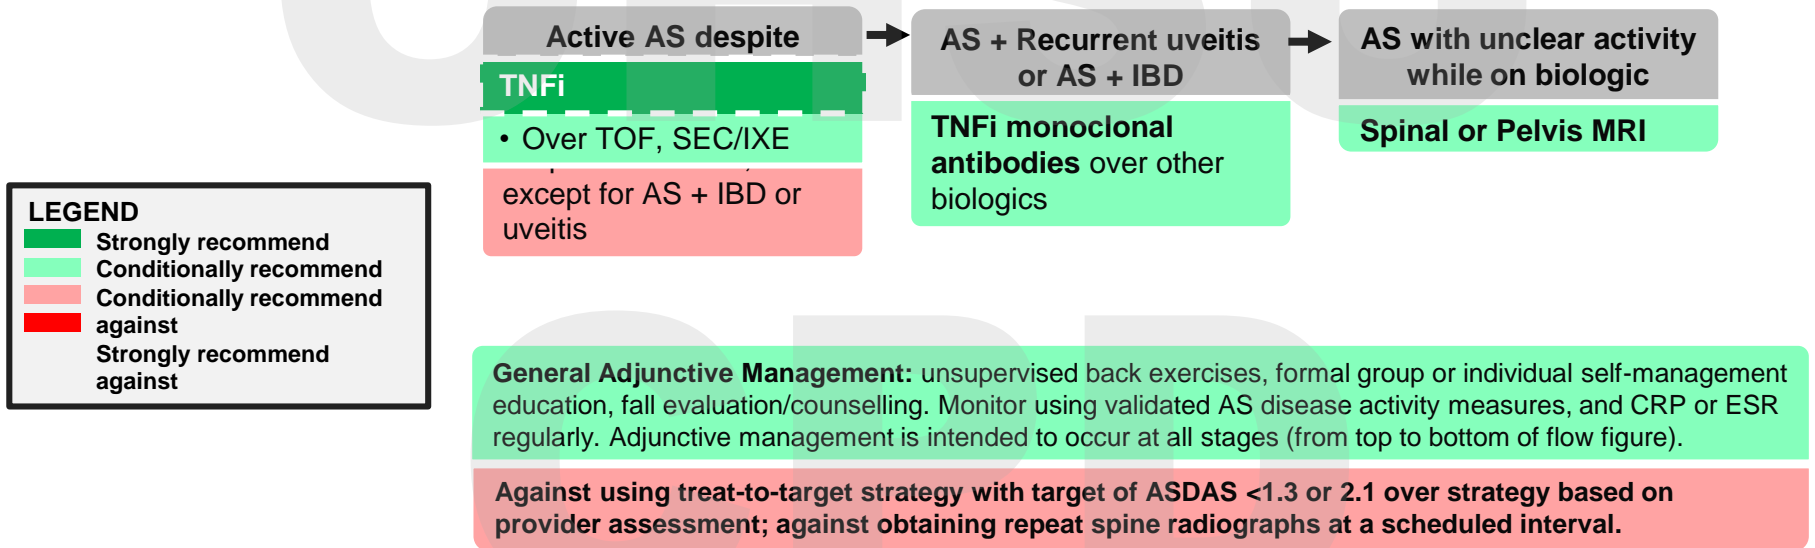 Active AS despite
TNFi
• Over TOF, SEC/IXE
except for AS + IBD or
uveitis
AS + Recurrent uveitis
or AS + IBD
TNFi monoclonal
antibodies over other
biologics
AS with unclear activity
while on biologic
Spinal or Pelvis MRI
LEGEND
Strongly recommend
Conditionally recommend
Conditionally recommend
against
Strongly recommend
against
General Adjunctive Management: unsupervised back exercises, formal group or individual self-management
education, fall evaluation/counselling. Monitor using validated AS disease activity measures, and CRP or ESR
regularly. Adjunctive management is intended to occur at all stages (from top to bottom of flow figure).
Against using treat-to-target strategy with target of ASDAS <1.3 or 2.1 over strategy based on
provider assessment; against obtaining repeat spine radiographs at a scheduled interval.